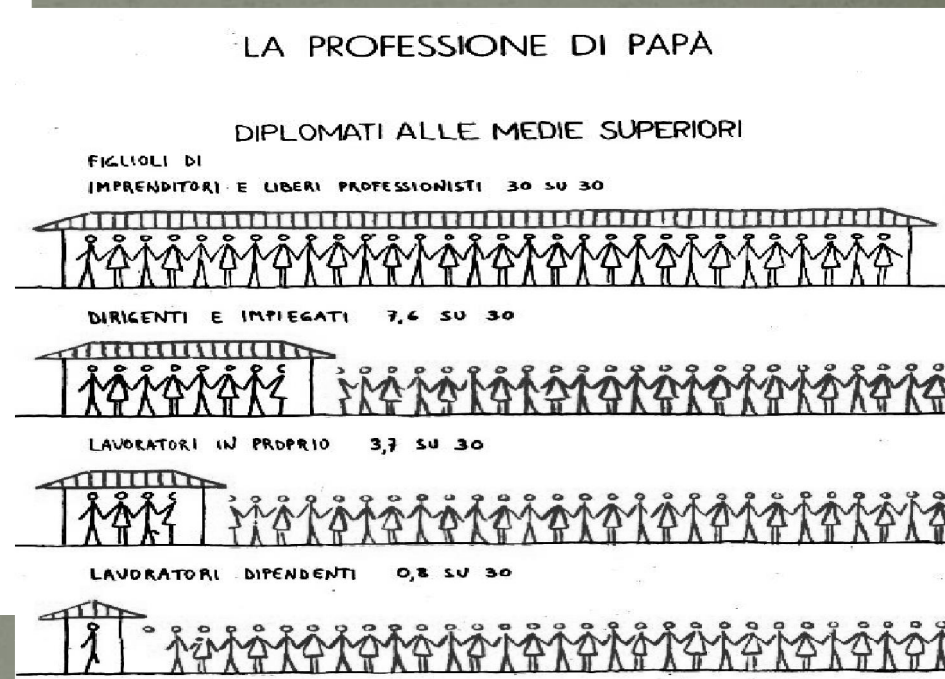 LA PROFESSIONE DI PAPÀ
DIPLOMATI ALLE MEDIE SUPERIORI
FIGLIOLI DI
IMPRENDITORI E LIBERI PROFESSIONISTI 30 SU 30
DIRIGENTI E IMPIEGATI 7,6 SU 30
LAVORATORI IN PROPRIO 3,7 SU 30
LAVORATORI DIPENDENTI 0,8 SU 30